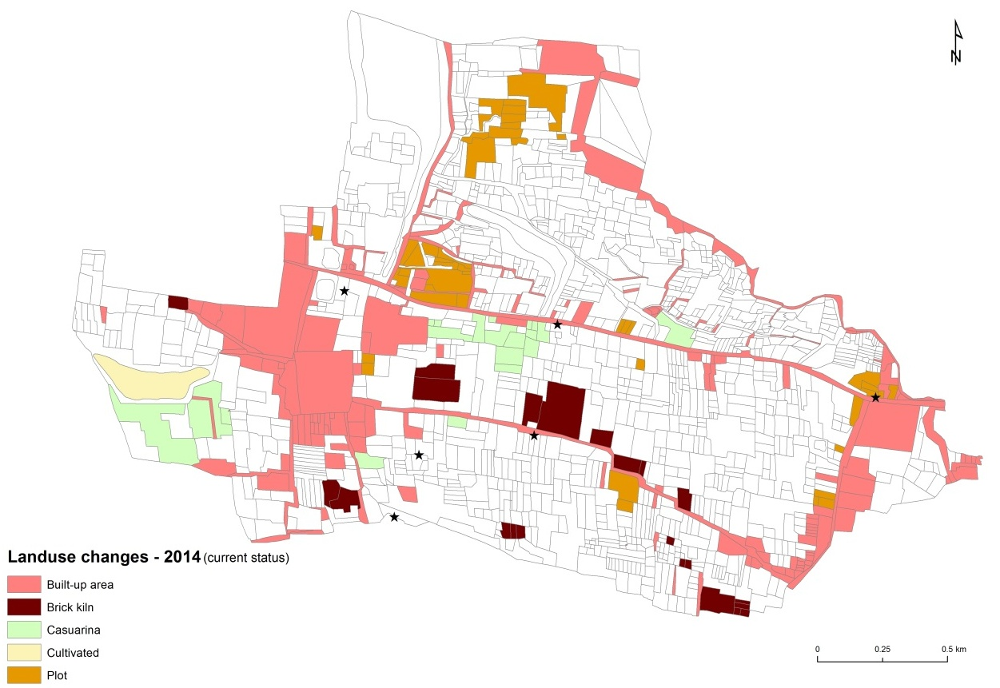 N
Landuse changes - 2014 (current status)
Built-up area
Brick kiln
Casuarina
Cultivated
Plot
0 0.25 0.5 km